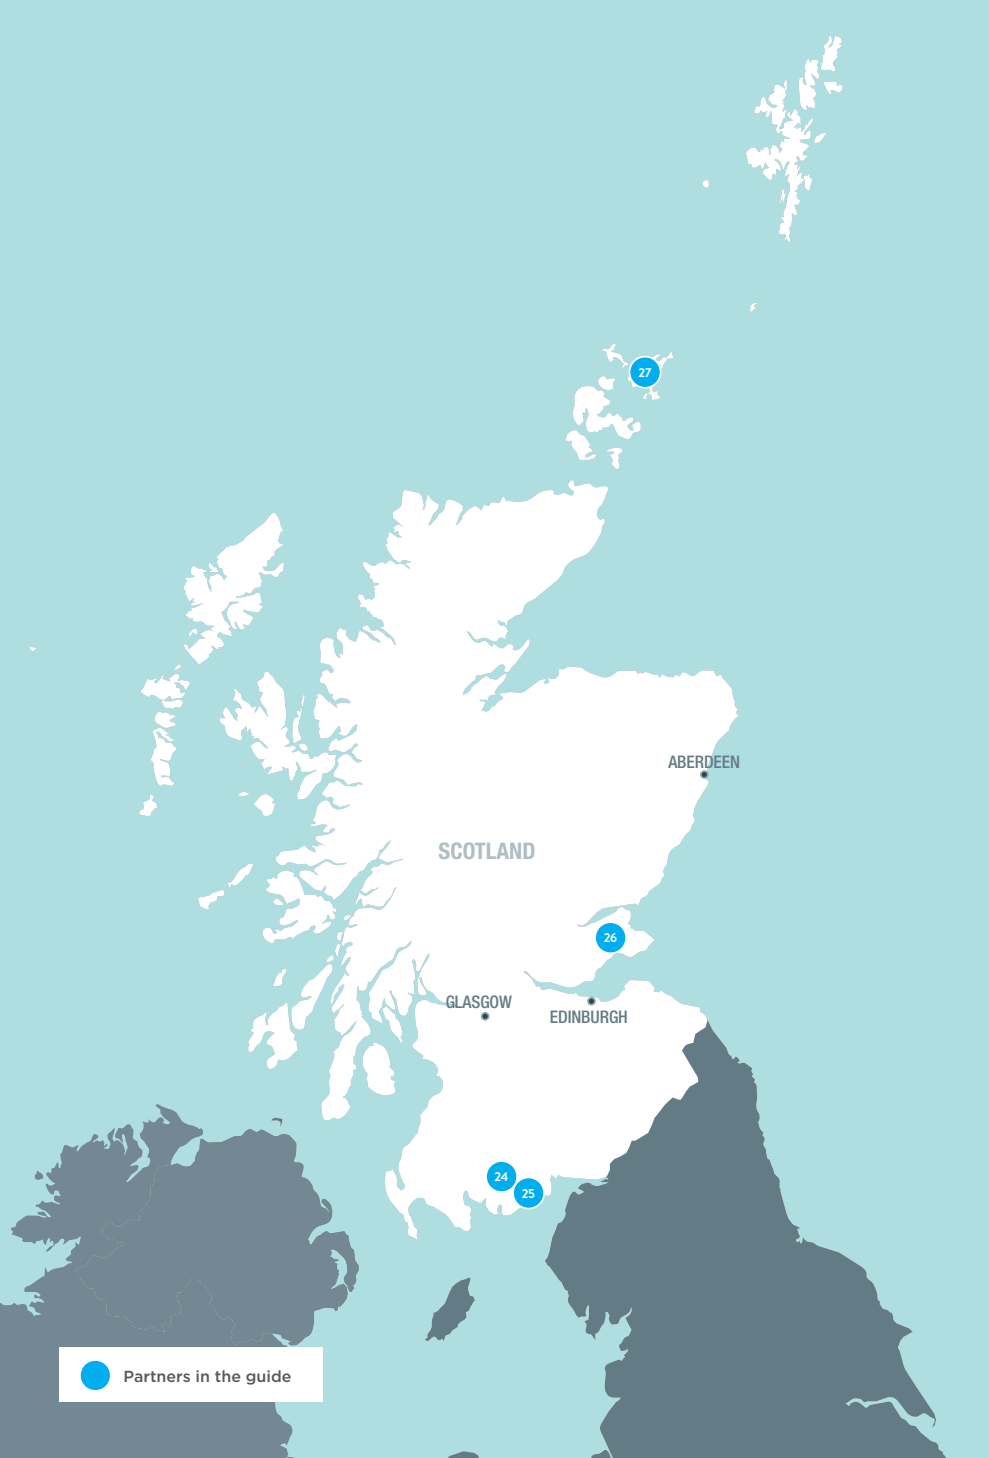 27
ABERDEEN
SCOTLAND
26
GLASGOW
EDINBURGH
24
25
Partners in the guide